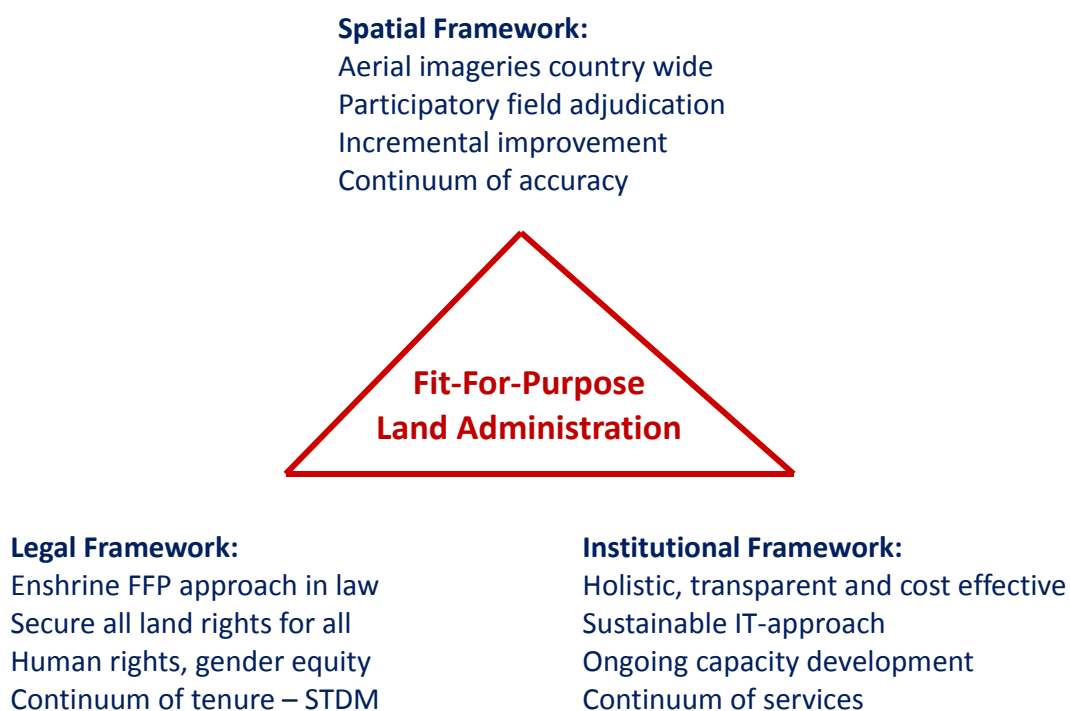 Spatial Framework:
Aerial imageries country wide
Participatory field adjudication
Incremental improvement
Continuum of accuracy
Fit-For-Purpose
Land Administration
Legal Framework:
Enshrine FFP approach in law
Secure all land rights for all
Human rights, gender equity
Continuum of tenure – STDM
Institutional Framework:
Holistic, transparent and cost effective
Sustainable IT-approach
Ongoing capacity development
Continuum of services